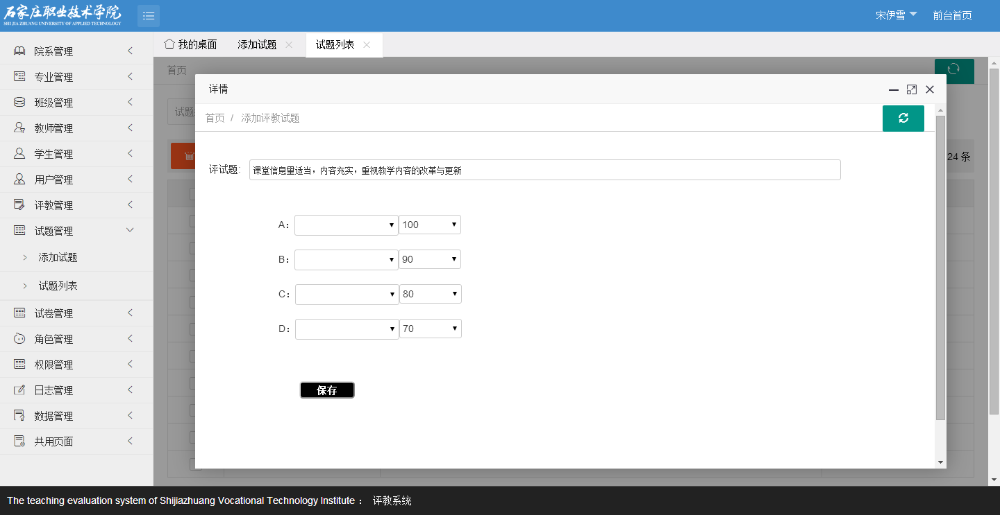 石家庄职业技术学院
SHI JIA ZHUANG UNIVERSITY OF APPLIED TECHNOLOGY
宋伊雪
前台首页
院系管理
专业管理
班级管理
教师管理
学生管理
用户管理
评教管理
试题管理
添加试题
试题列表
试卷管理
角色管理
权限管理
日志管理
数据管理
共用页面
我的桌面
添加试题
试题列表
首页
试题
24 条
详情
首页 / 添加评教试题
评试题: 课堂信息量适当，内容充实，重视教学内容的改革与更新
A： 100
B： 90
C： 80
D： 70
保存
The teaching evaluation system of Shijiazhuang Vocational Technology Institute： 评教系统